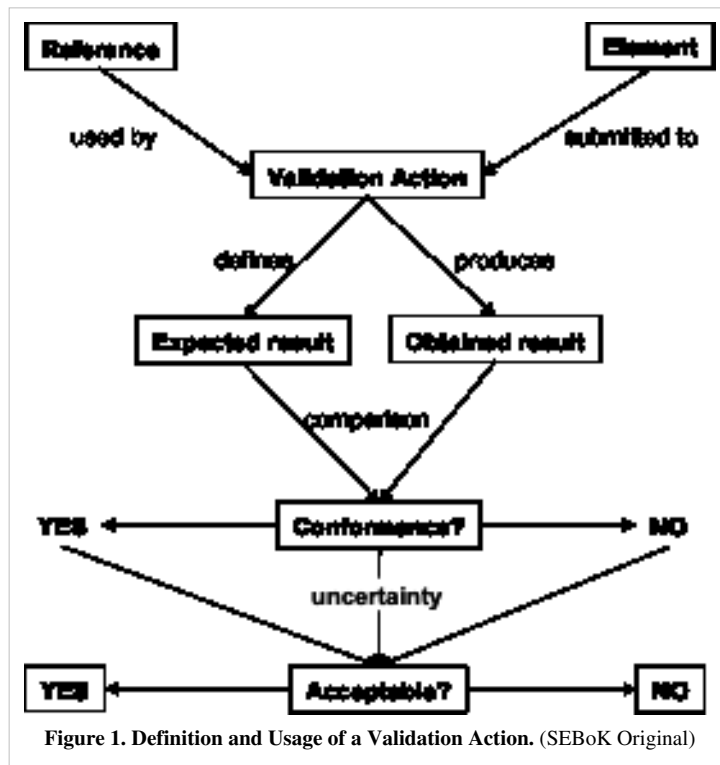 Reference
Element
used by
submitted to
Validation Action
defines
produces
Expected result
Obtained result
comparison
YES
Conformance?
NO
uncertainty
YES
Acceptable?
NO
Figure 1. Definition and Usage of a Validation Action. (SEBoK Original)